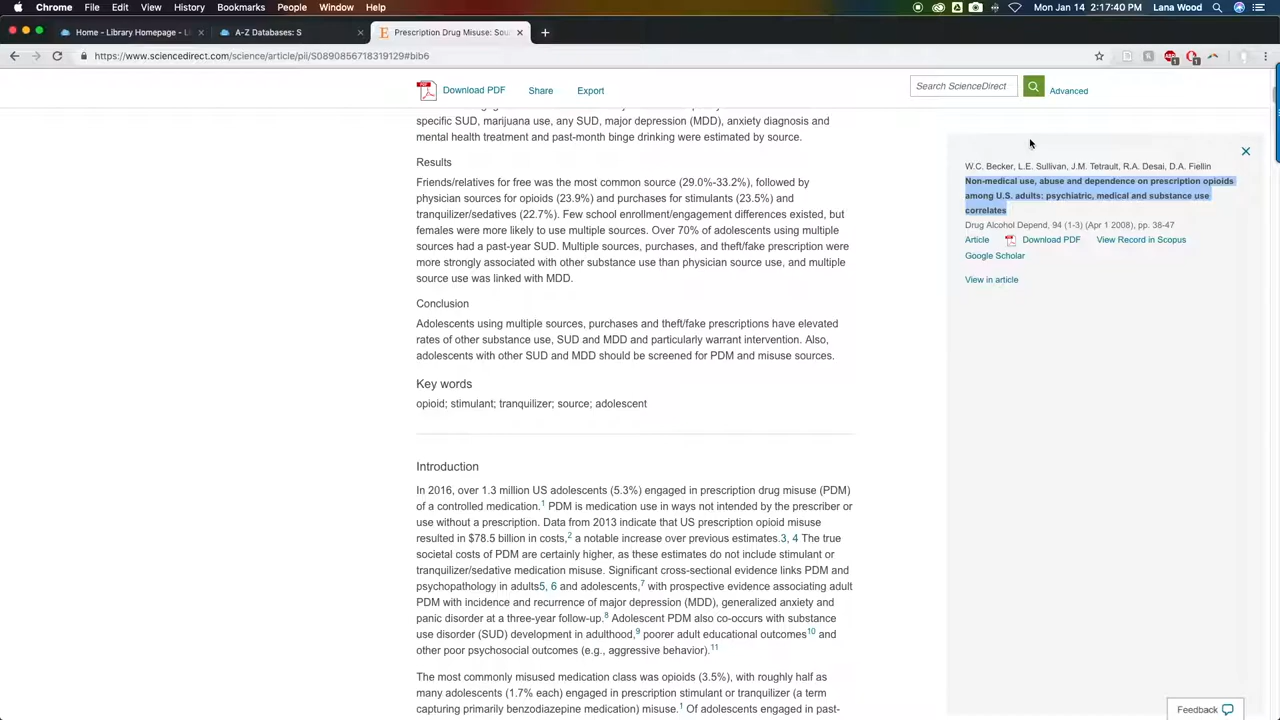 Chrome File Edit View History Bookmarks People Window Help
Mon Jan 14 2:17:40 PM Lana Wood
Home - Library Homepage - Li
A-Z Databases: S
Prescription Drug Misuse: Sou
https://www.sciencedirect.com/science/article/pii/S0890856718319129#bib6
Download PDF Share Export
Search ScienceDirect
Advanced
specific SUD, marijuana use, any SUD, major depression (MDD), anxiety diagnosis and
mental health treatment and past-month binge drinking were estimated by source.
Results
Friends/relatives for free was the most common source (29.0%-33.2%), followed by
physician sources for opioids (23.9%) and purchases for stimulants (23.5%) and
tranquilizer/sedatives (22.7%). Few school enrollment/engagement differences existed, but
females were more likely to use multiple sources. Over 70% of adolescents using multiple
sources had a past-year SUD. Multiple sources, purchases, and theft/fake prescription were
more strongly associated with other substance use than physician source use, and multiple
source use was linked with MDD.
Conclusion
Adolescents using multiple sources, purchases and theft/fake prescriptions have elevated
rates of other substance use, SUD and MDD and particularly warrant intervention. Also,
adolescents with other SUD and MDD should be screened for PDM and misuse sources.
Key words
opioid; stimulant; tranquilizer; source; adolescent
Introduction
In 2016, over 1.3 million US adolescents (5.3%) engaged in prescription drug misuse (PDM)
of a controlled medication.1 PDM is medication use in ways not intended by the prescriber or
use without a prescription. Data from 2013 indicate that US prescription opioid misuse
resulted in $78.5 billion in costs,2 a notable increase over previous estimates.3, 4 The true
societal costs of PDM are certainly higher, as these estimates do not include stimulant or
tranquilizer/sedative medication misuse. Significant cross-sectional evidence links PDM and
psychopathology in adults5, 6 and adolescents,7 with prospective evidence associating adult
PDM with incidence and recurrence of major depression (MDD), generalized anxiety and
panic disorder at a three-year follow-up.8 Adolescent PDM also co-occurs with substance
use disorder (SUD) development in adulthood,9 poorer adult educational outcomes10 and
other poor psychosocial outcomes (e.g., aggressive behavior).11
The most commonly misused medication class was opioids (3.5%), with roughly half as
many adolescents (1.7% each) engaged in prescription stimulant or tranquilizer (a term
capturing primarily benzodiazepine medication) misuse.1 Of adolescents engaged in past-
W.C. Becker, L.E. Sullivan, J.M. Tetrault, R.A. Desai, D.A. Fiellin
Non-medical use, abuse and dependence on prescription opioids
among U.S. adults: psychiatric, medical and substance use
correlates
Drug Alcohol Depend, 94 (1-3) (Apr 1 2008), pp. 38-47
Article Download PDF View Record in Scopus
Google Scholar
View in article
Feedback